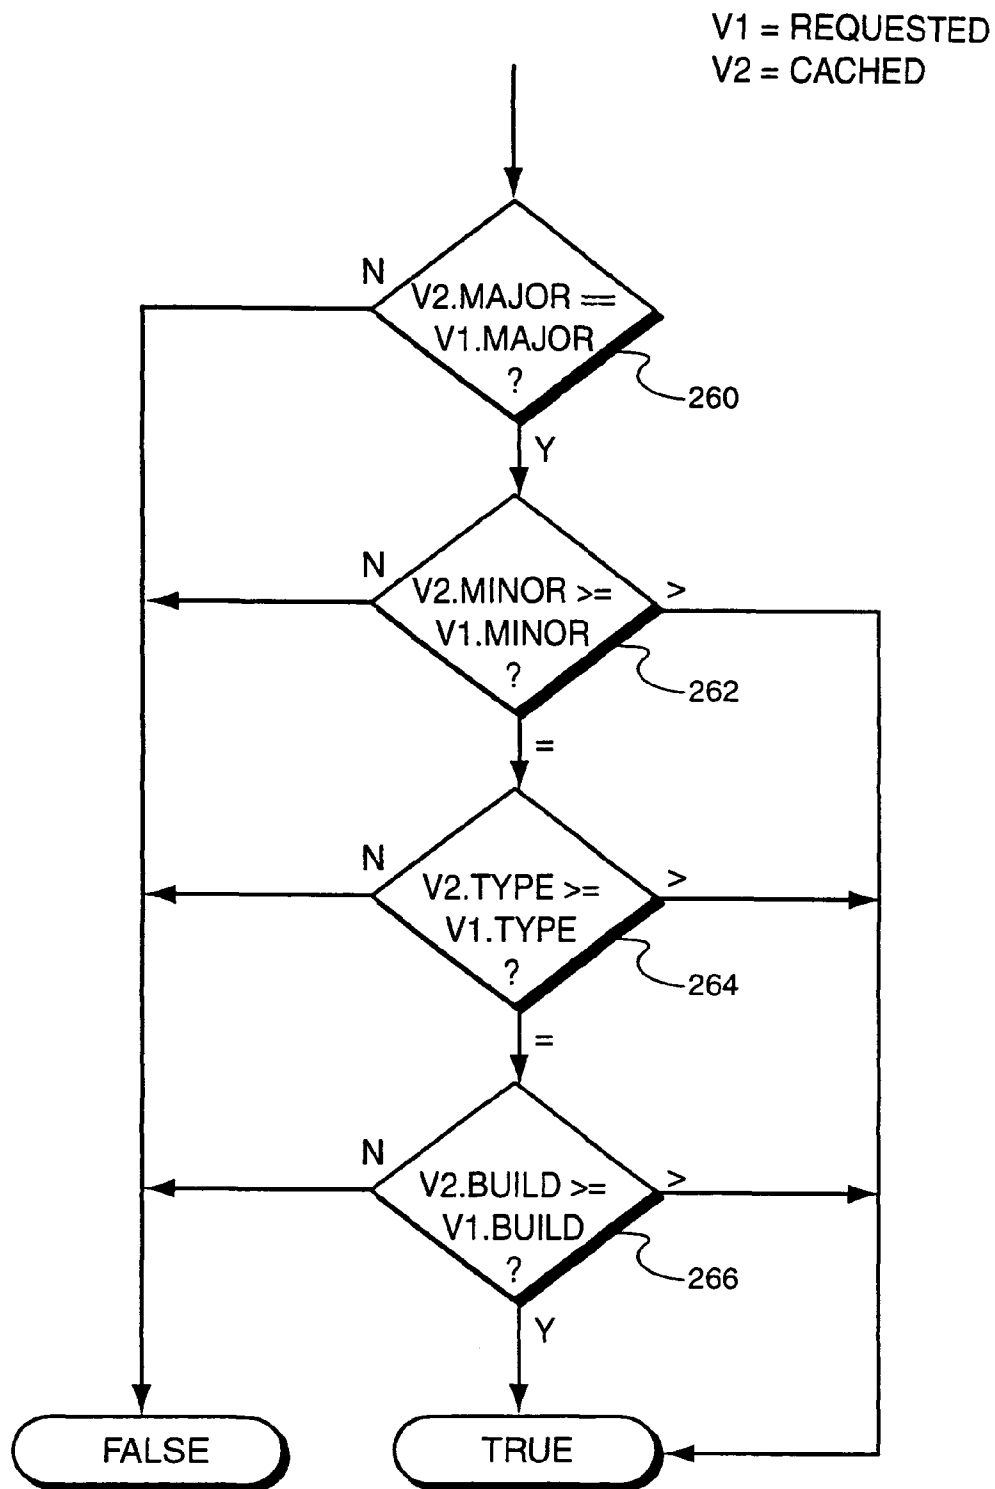 V1 = REQUESTED
V2 = CACHED
N
V2.MAJOR ==
V1.MAJOR
?
260
Y
N
V2.MINOR >=
V1.MINOR
?
>
262
=
N
V2.TYPE >=
V1.TYPE
?
>
264
=
N
V2.BUILD >=
V1.BUILD
?
>
266
Y
FALSE
TRUE